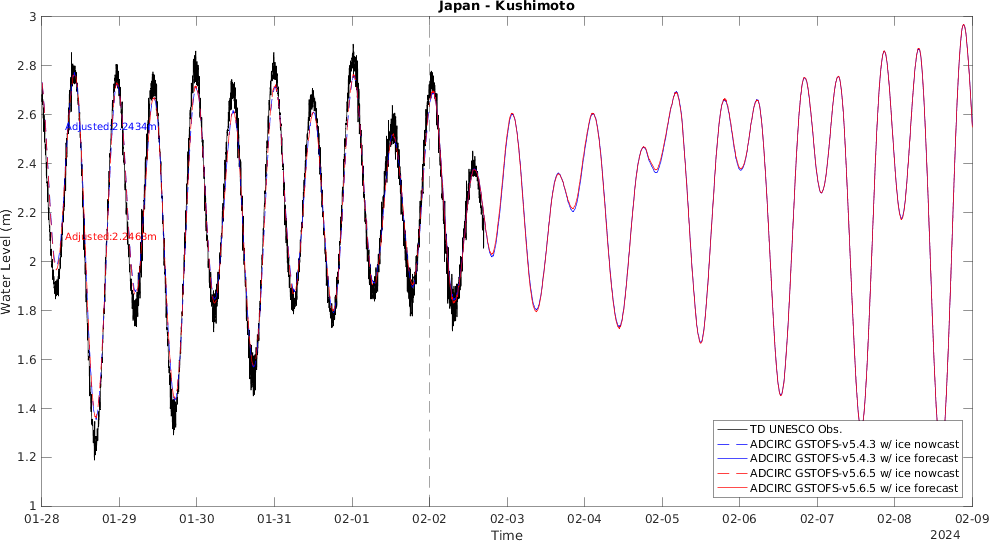 Japan - Kushimoto
3
2.8
2.6
2.4
2.2
2
1.8
1.6
1.4
1.2
1
Water Level (m)
Adjusted:2.2434m
Adjusted:2.2463m
TD UNESCO Obs.
ADCIRC GSTOFS-v5.4.3 w/ ice nowcast
ADCIRC GSTOFS-v5.4.3 w/ ice forecast
ADCIRC GSTOFS-v5.6.5 w/ ice nowcast
ADCIRC GSTOFS-v5.6.5 w/ ice forecast
01-28 01-29 01-30 01-31 02-01 02-02 02-03 02-04 02-05 02-06 02-07 02-08 02-09
Time
2024